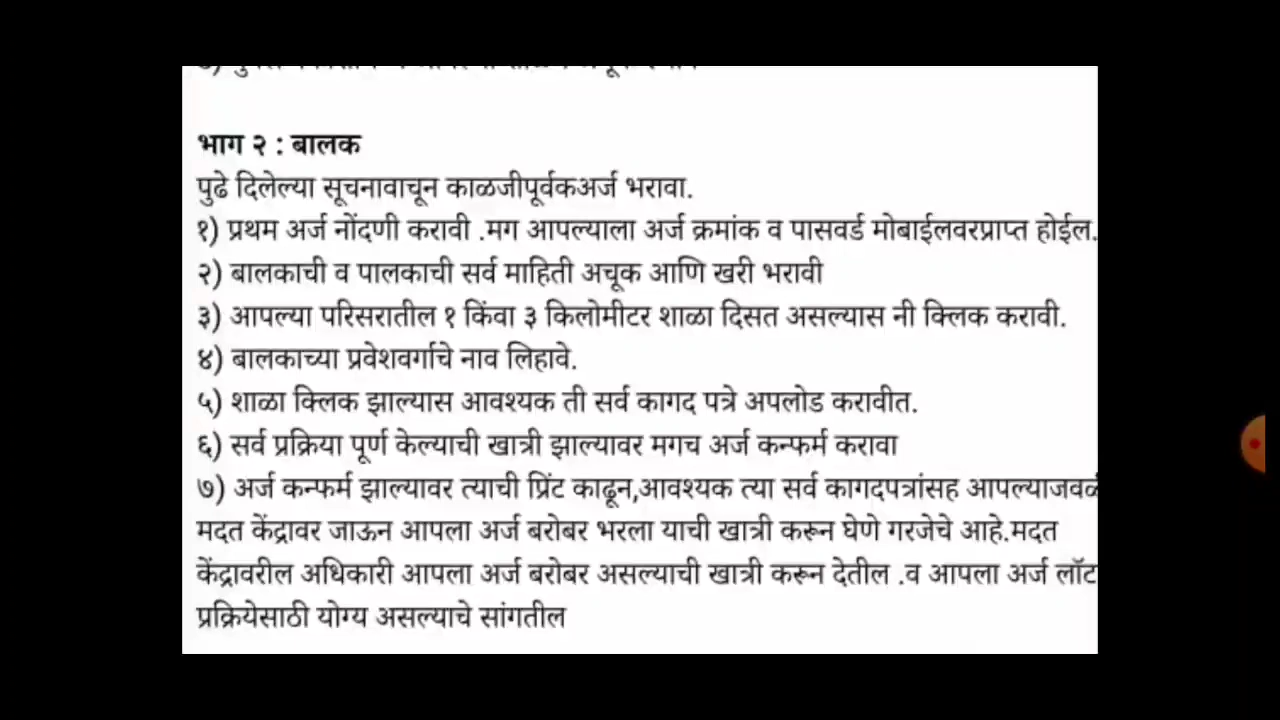 भाग २ : बालक
पुढे दिलेल्या सूचनावाचून काळजीपूर्वकअर्ज भरावा.
१) प्रथम अर्ज नोंदणी करावी .मग आपल्याला अर्ज क्रमांक व पासवर्ड मोबाईलवरप्राप्त होईल.
२) बालकाची व पालकाची सर्व माहिती अचूक आणि खरी भरावी
३) आपल्या परिसरातील १ किंवा ३ किलोमीटर शाळा दिसत असल्यास नी क्लिक करावी.
४) बालकाच्या प्रवेशवर्गाचे नाव लिहावे.
५) शाळा क्लिक झाल्यास आवश्यक ती सर्व कागद पत्रे अपलोड करावीत.
६) सर्व प्रक्रिया पूर्ण केल्याची खात्री झाल्यावर मगच अर्ज कन्फर्म करावा
७) अर्ज कन्फर्म झाल्यावर त्याची प्रिंट काढून,आवश्यक त्या सर्व कागदपत्रांसह
मदत केंद्रावर जाऊन आपला अर्ज बरोबर भरला याची खात्री करून घेणे गरजेचे आहे.मदत
केंद्रावरील अधिकारी आपला अर्ज बरोबर असल्याची खात्री करून देतील .व आपला अर्ज लॉट
प्रक्रियेसाठी योग्य असल्याचे सांगतील